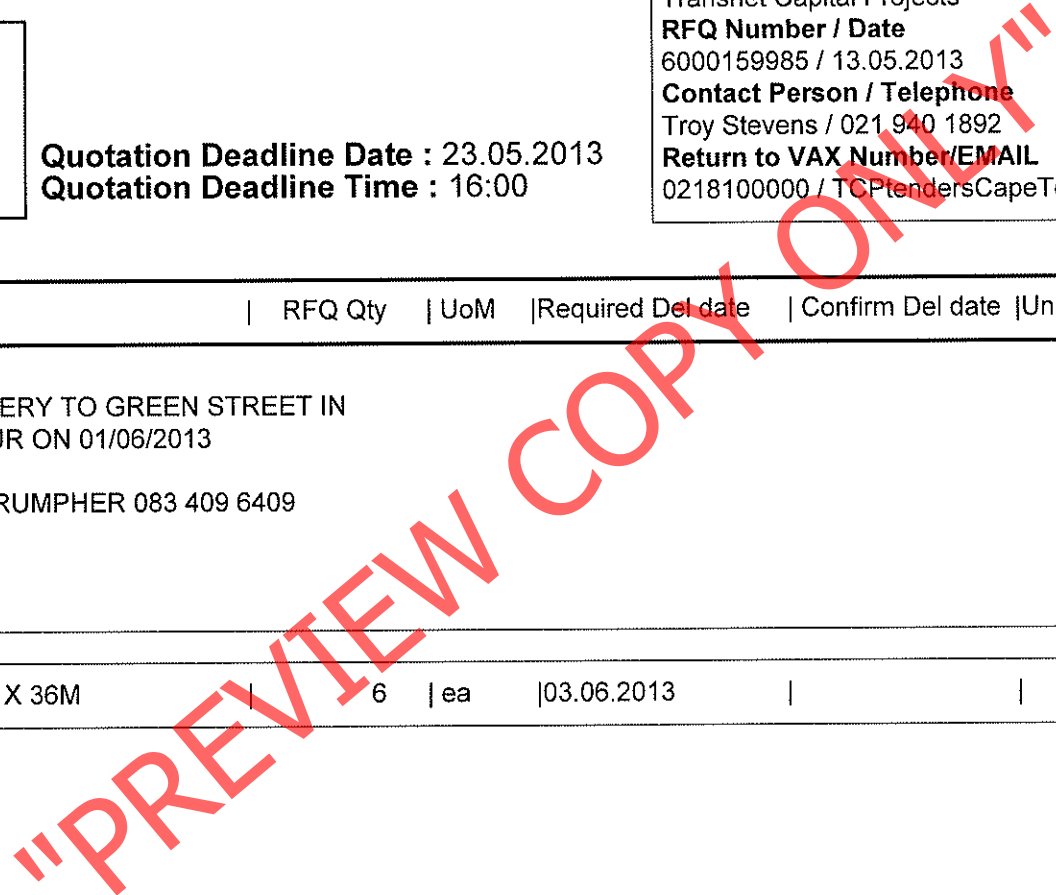 Transnet Capital Projects
RFQ Number / Date
6000159985 / 13.05.2013
Contact Person / Telephone
Troy Stevens / 021 940 1892
Quotation Deadline Date : 23.05.2013
Return to VAX Number/EMAIL
Quotation Deadline Time : 16:00
0218100000 / TCPtendersCapeT
| RFQ Qty | UoM |Required Del date | Confirm Del date |Un
ERY TO GREEN STREET IN
UR ON 01/06/2013
RUMPHER 083 409 6409
X 36M | 6 | ea |03.06.2013 | |
"PREVIEW COPY ONLY"